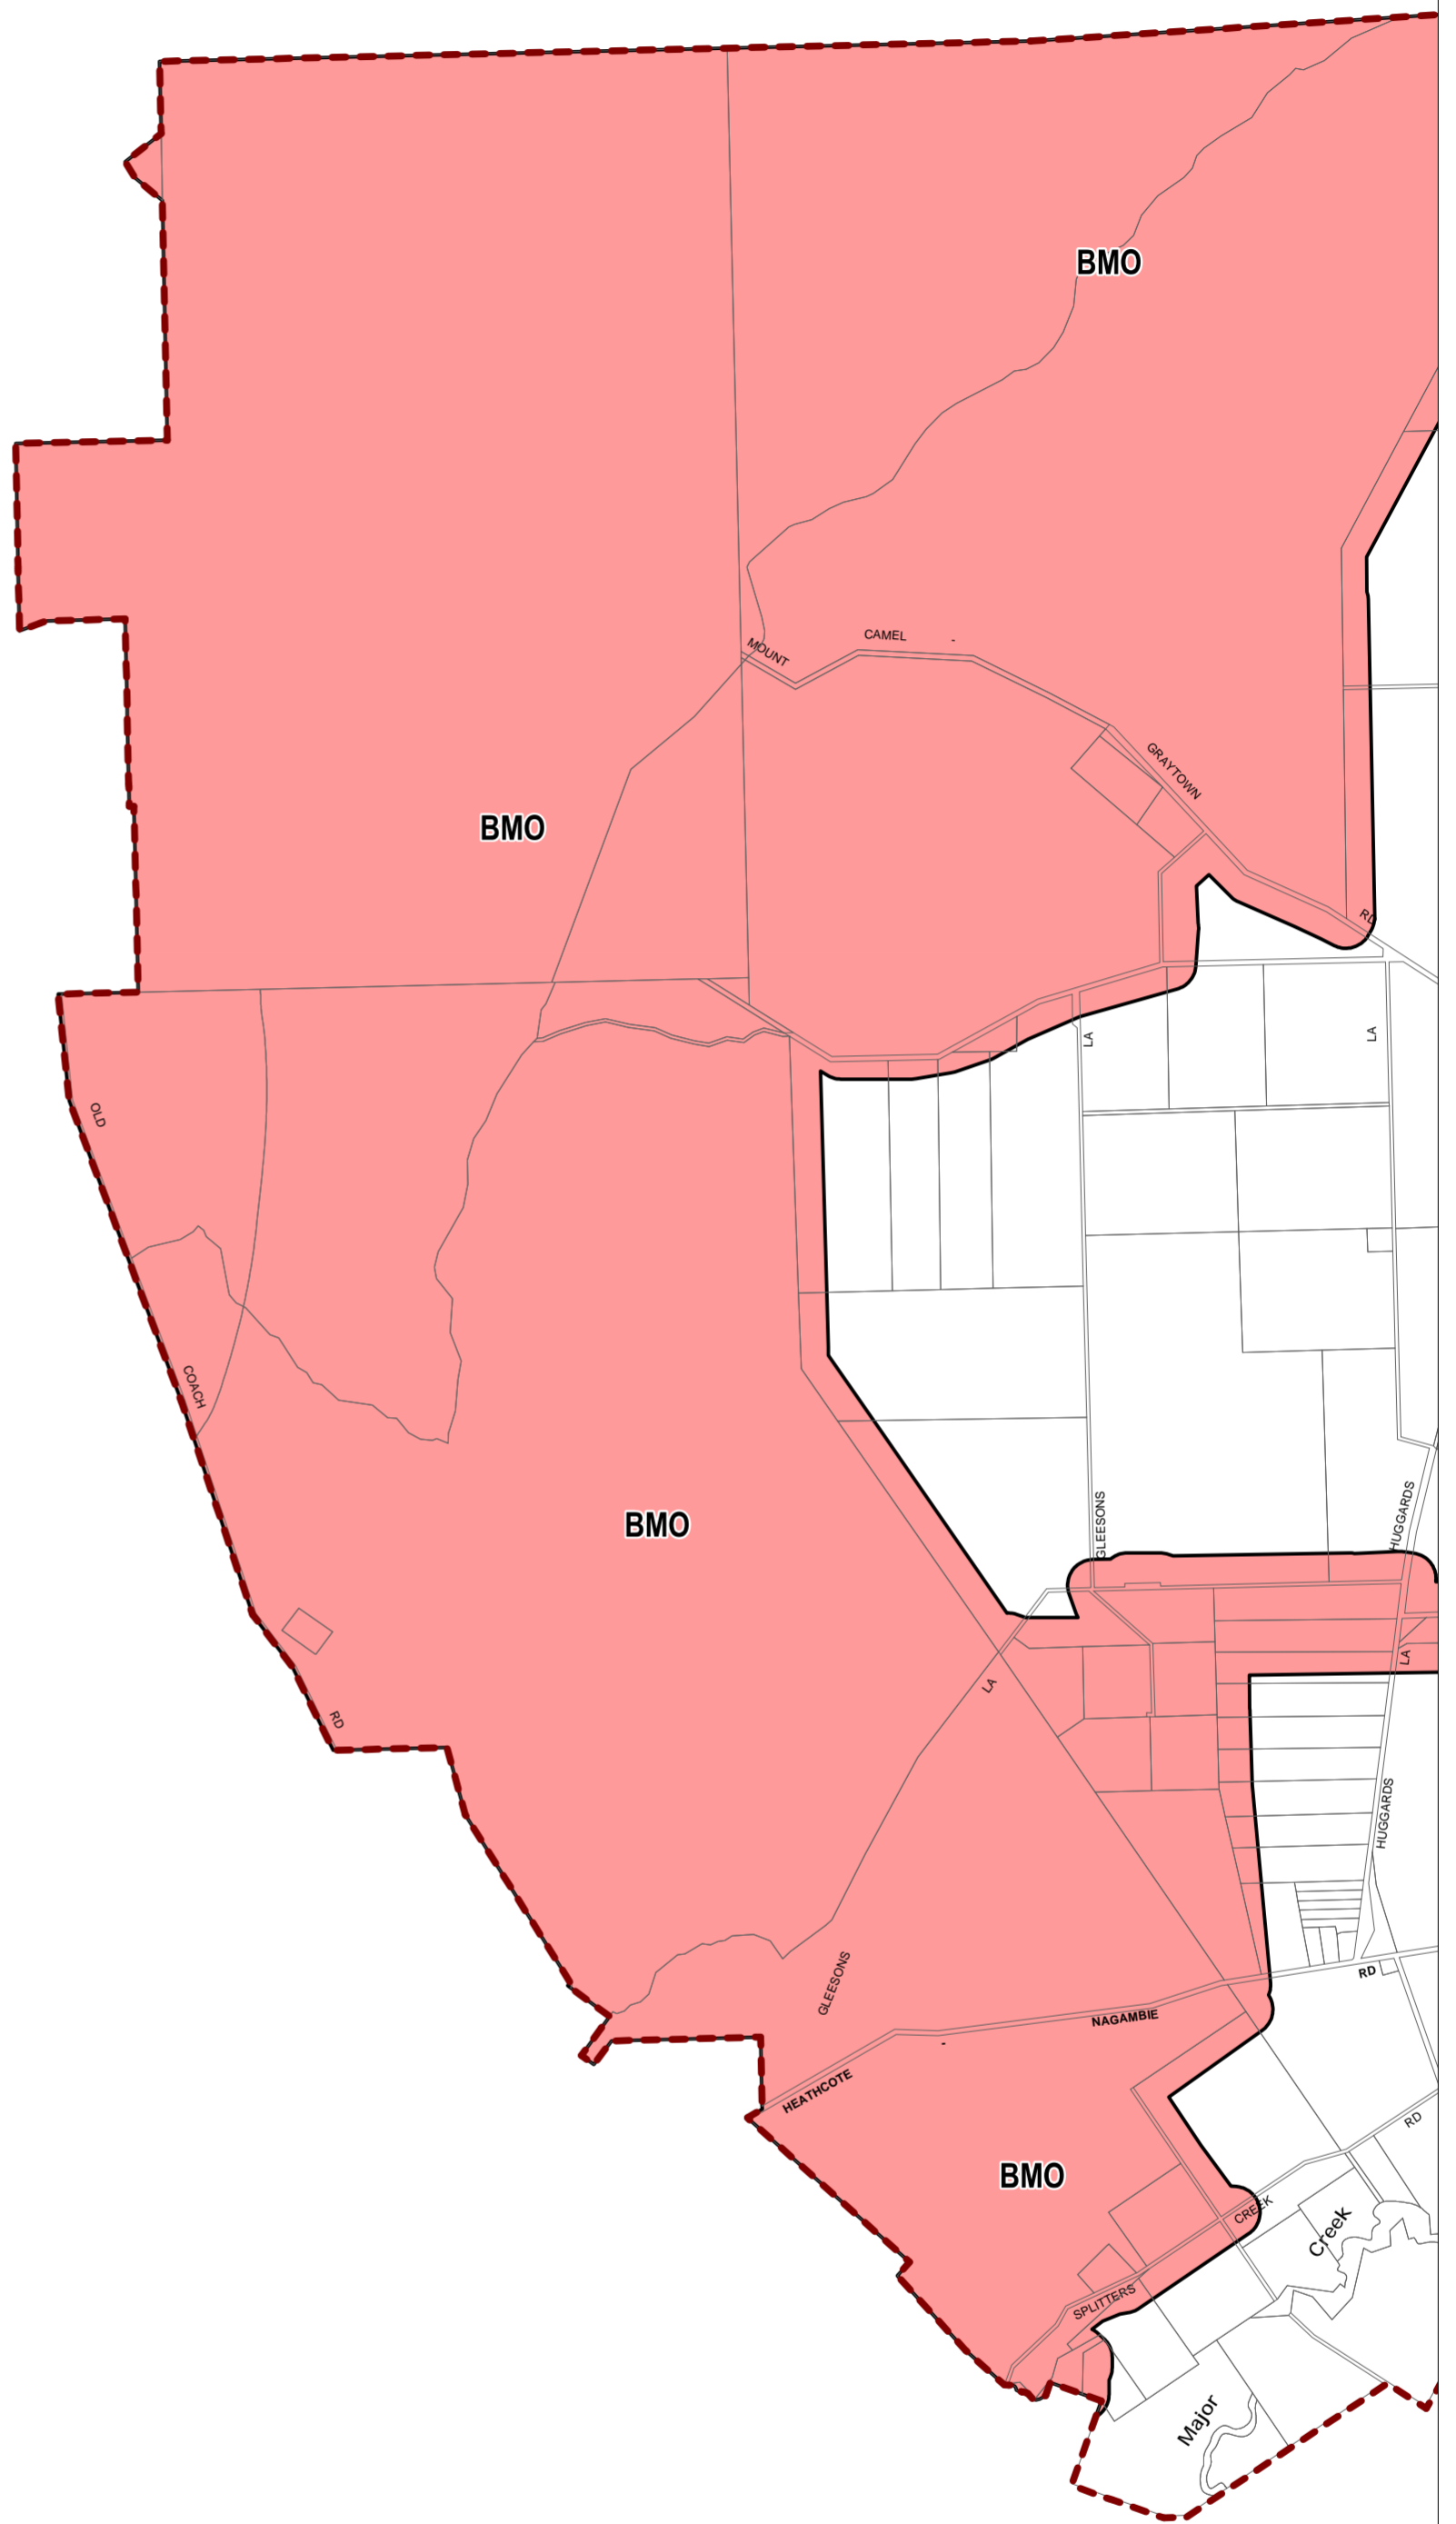 BMO
MOUNT
CAMEL
-
GRAYTOWN
RD
BMO
LA
LA
OLD
COACH
RD
BMO
GLEESONS
HUGGARDS
LA
LA
HUGGARDS
GLEESONS
HEATHCOTE
-
NAGAMBIE
RD
BMO
RD
CREEK
SPLITTERS
Creek
Major